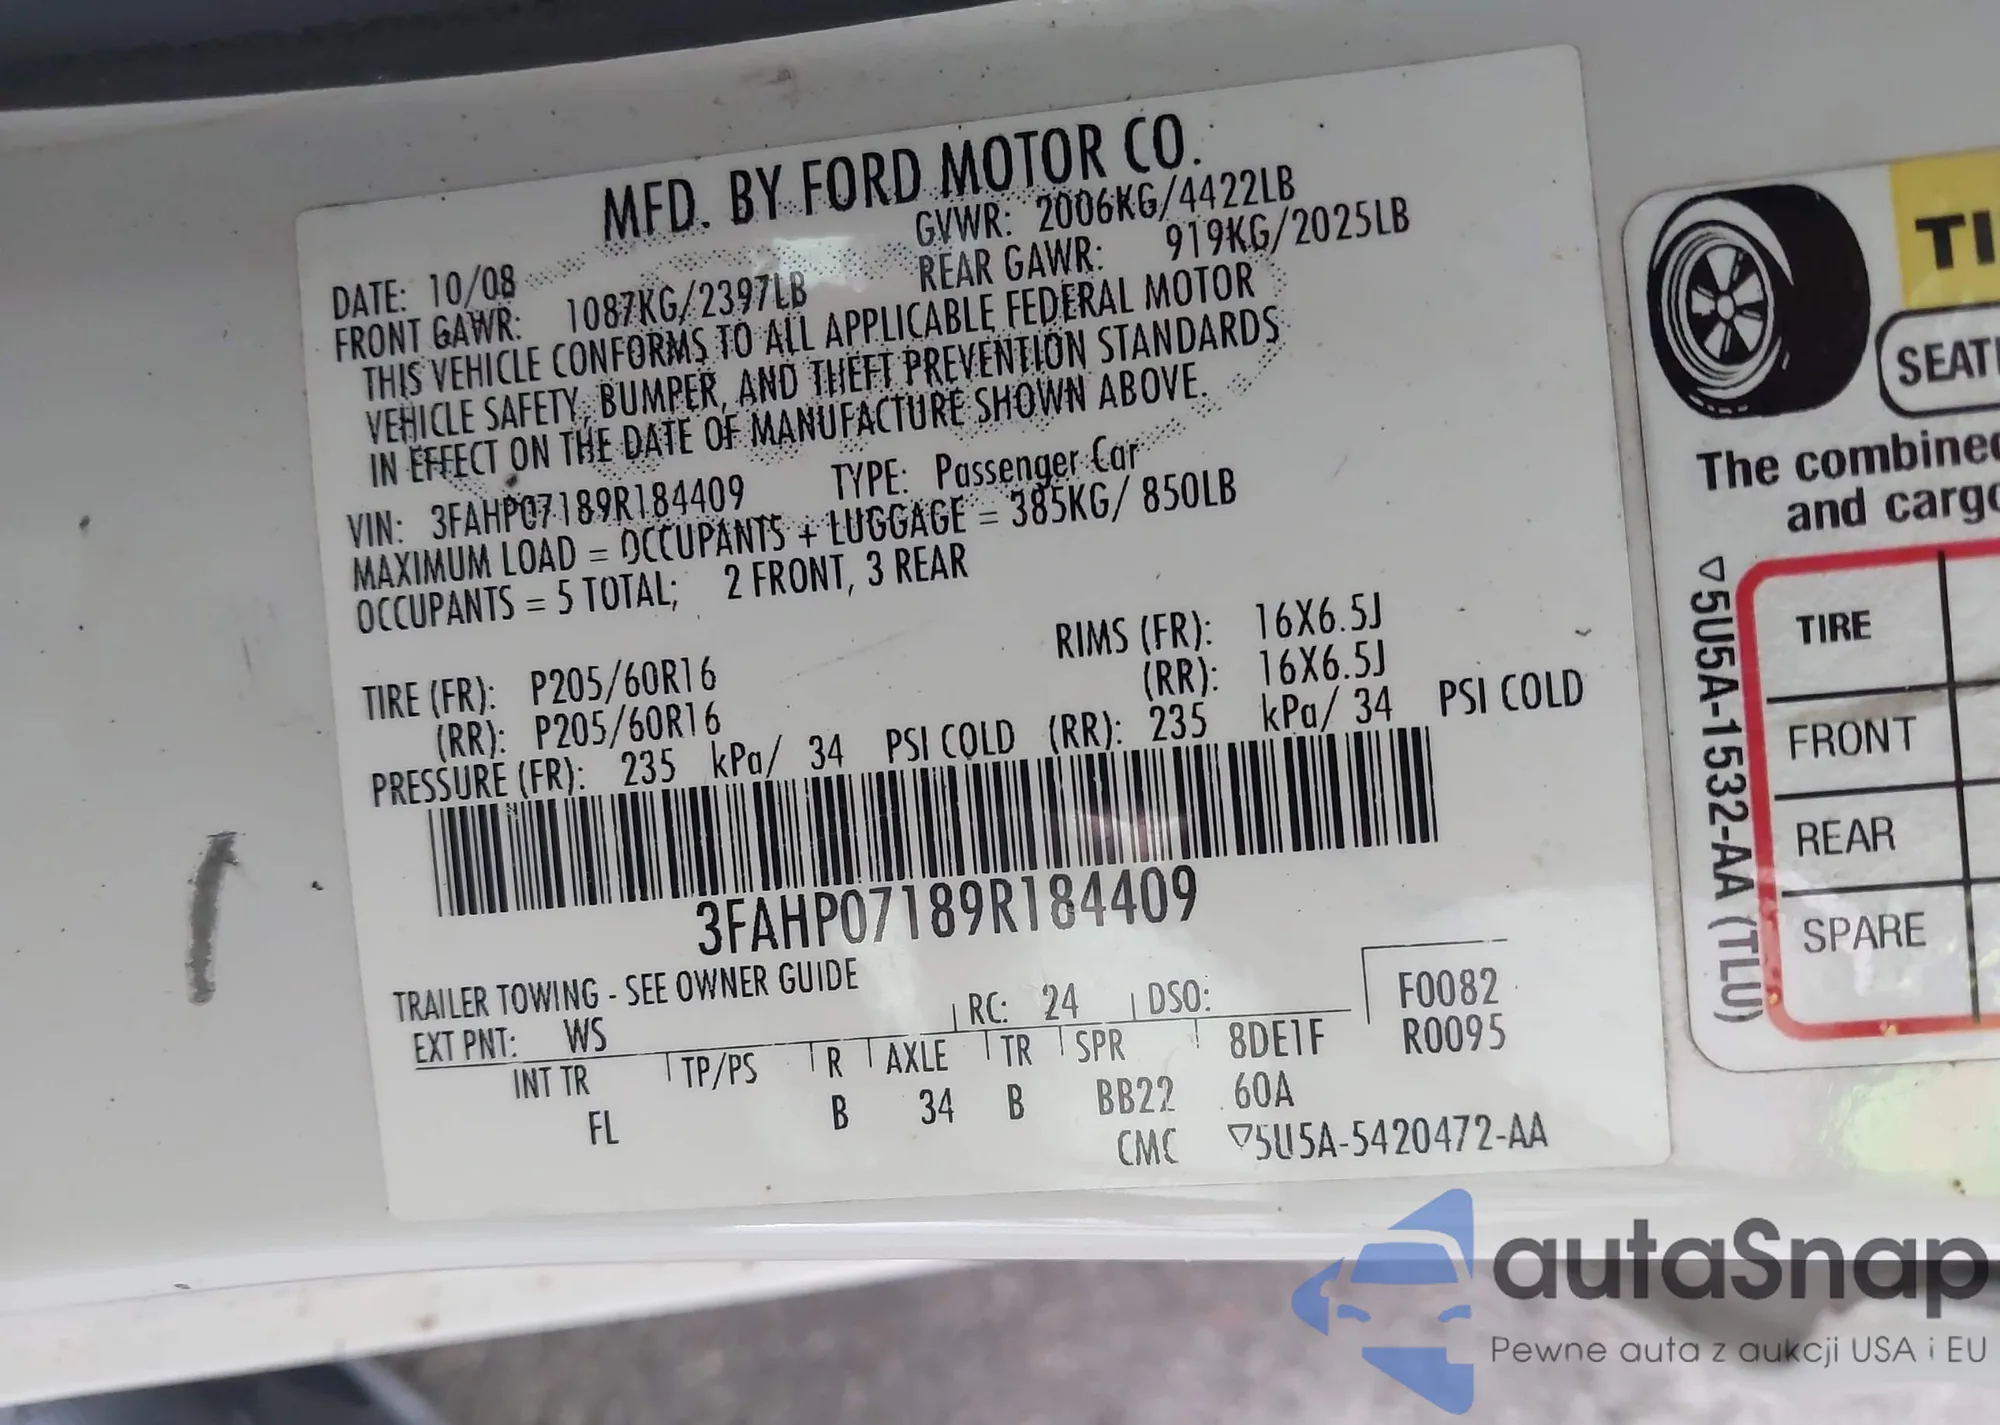 MFD. BY FORD MOTOR CO.
DATE: 10/08 GVWR: 2006KG/4422LB
FRONT GAWR: 1087KG/2397LB REAR GAWR: 919KG/2025LB
THIS VEHICLE CONFORMS TO ALL APPLICABLE FEDERAL MOTOR
VEHICLE SAFETY, BUMPER, AND THEFT PREVENTION STANDARDS
IN EFFECT ON THE DATE OF MANUFACTURE SHOWN ABOVE.
VIN: 3FAHP07189R184409 TYPE: Passenger Car
MAXIMUM LOAD = OCCUPANTS + LUGGAGE = 385KG/ 850LB
OCCUPANTS = 5 TOTAL; 2 FRONT, 3 REAR
TIRE (FR): P205/60R16 RIMS (FR): 16X6.5J
(RR): P205/60R16 (RR): 16X6.5J
PRESSURE (FR): 235 kPa/ 34 PSI COLD (RR): 235 kPa/ 34 PSI COLD
3FAHP07189R184409
TRAILER TOWING - SEE OWNER GUIDE
EXT PNT: WS RC: 24 DSO: F0082
INT TR TP/PS R AXLE TR SPR 8DE1F R0095
FL B 34 B BB22 60A
CMC ▽5U5A-5420472-AA
TI
SEATI
The combined
and cargo
▽5U5A-1532-AA (TLU)
TIRE
FRONT
REAR
SPARE
autaSnap
Pewne auta z aukcji USA i EU